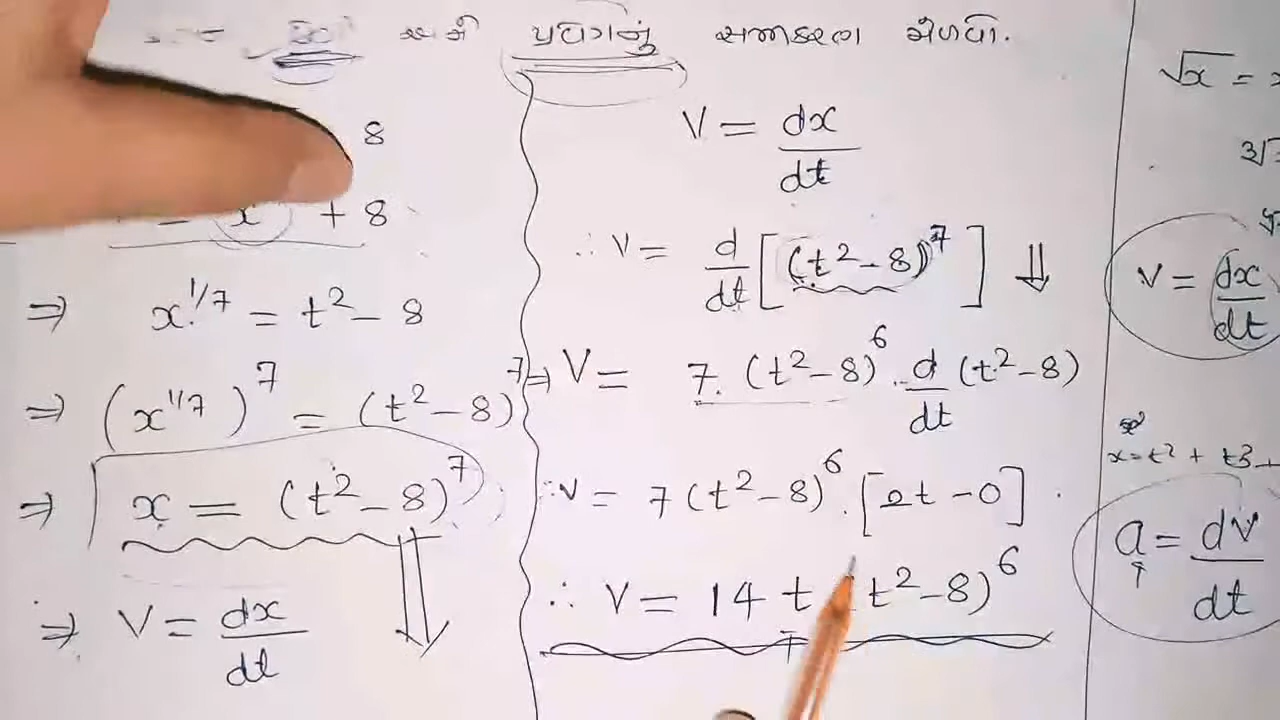 પ્રવેગનું સમીકરણ મેળવો.
8
x + 8
⇒ x^1/7 = t² − 8
⇒ (x^1/7)^7 = (t² − 8)^7
⇒ x = (t² − 8)^7
⇒ V = dx/dt
V = dx/dt
∴ V = d/dt [(t² − 8)^7] ⇓
⇒ V = 7 . (t² − 8)^6 . d/dt (t² − 8)
∴ V = 7 (t² − 8)^6 . [2t − 0]
∴ V = 14 t t² − 8)^6
√x =
V = dx/dt
x = t² + t3 +
a = dV/dt